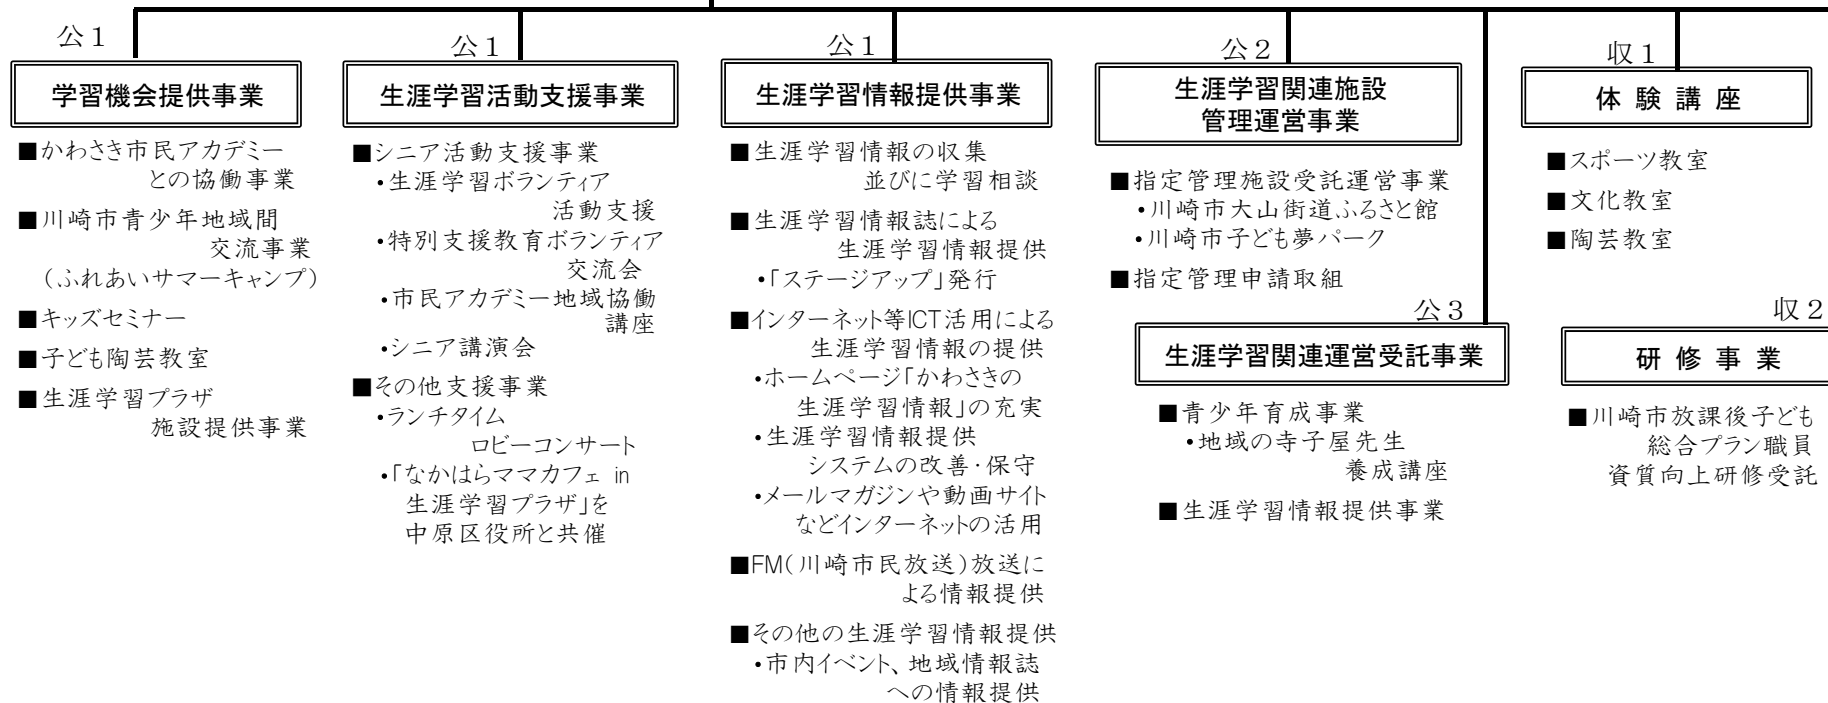 公1
学習機会提供事業
■かわさき市民アカデミー
との協働事業
■川崎市青少年地域間
交流事業
(ふれあいサマーキャンプ)
■キッズセミナー
■子ども陶芸教室
■生涯学習プラザ
施設提供事業
公1
生涯学習活動支援事業
■シニア活動支援事業
・生涯学習ボランティア
活動支援
・特別支援教育ボランティア
交流会
・市民アカデミー地域協働
講座
・シニア講演会
■その他支援事業
・ランチタイム
ロビーコンサート
・「なかはらママカフェ in
生涯学習プラザ」を
中原区役所と共催
公1
生涯学習情報提供事業
■生涯学習情報の収集
並びに学習相談
■生涯学習情報誌による
生涯学習情報提供
・「ステージアップ」発行
■インターネット等ICT活用による
生涯学習情報の提供
・ホームページ「かわさきの
生涯学習情報」の充実
・生涯学習情報提供
システムの改善・保守
・メールマガジンや動画サイト
などインターネットの活用
■FM(川崎市民放送)放送に
よる情報提供
■その他の生涯学習情報提供
・市内イベント、地域情報誌
への情報提供
公2
生涯学習関連施設
管理運営事業
■指定管理施設受託運営事業
・川崎市大山街道ふるさと館
・川崎市子ども夢パーク
■指定管理申請取組
公3
生涯学習関連運営受託事業
■青少年育成事業
・地域の寺子屋先生
養成講座
■生涯学習情報提供事業
収1
体験講座
■スポーツ教室
■文化教室
■陶芸教室
収2
研修事業
■川崎市放課後子ども
総合プラン職員
資質向上研修受託